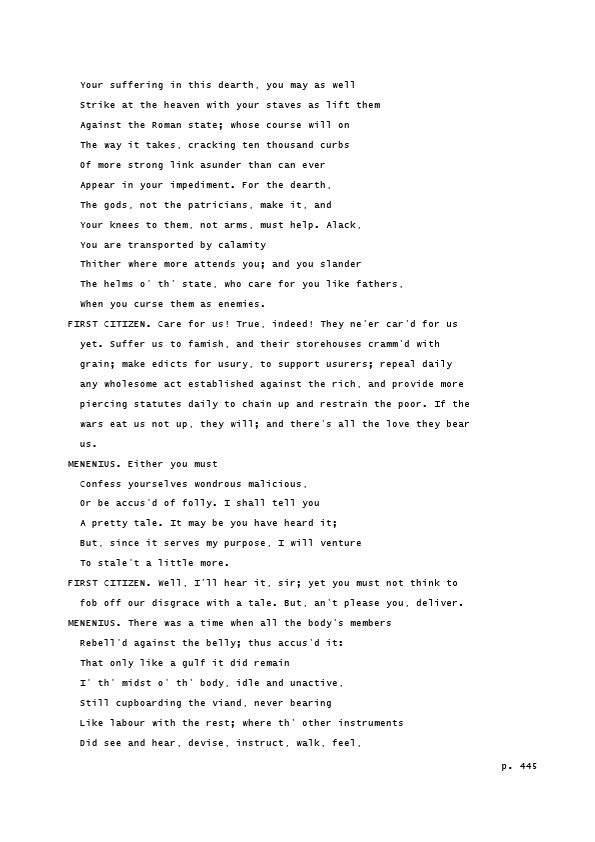 Your suffering in this dearth, you may as well
Strike at the heaven with your staves as lift them
Against the Roman state; whose course will on
The way it takes, cracking ten thousand curbs
Of more strong link asunder than can ever
Appear in your impediment. For the dearth,
The gods, not the patricians, make it, and
Your knees to them, not arms, must help. Alack,
You are transported by calamity
Thither where more attends you; and you slander
The helms o' th' state, who care for you like fathers,
When you curse them as enemies.
FIRST CITIZEN. Care for us! True, indeed! They ne'er car'd for us
yet. Suffer us to famish, and their storehouses cramm'd with
grain; make edicts for usury, to support usurers; repeal daily
any wholesome act established against the rich, and provide more
piercing statutes daily to chain up and restrain the poor. If the
wars eat us not up, they will; and there's all the love they bear
us.
MENENIUS. Either you must
Confess yourselves wondrous malicious,
Or be accus'd of folly. I shall tell you
A pretty tale. It may be you have heard it;
But, since it serves my purpose, I will venture
To stale't a little more.
FIRST CITIZEN. Well, I'll hear it, sir; yet you must not think to
fob off our disgrace with a tale. But, an't please you, deliver.
MENENIUS. There was a time when all the body's members
Rebell'd against the belly; thus accus'd it:
That only like a gulf it did remain
I' th' midst o' th' body, idle and unactive,
Still cupboarding the viand, never bearing
Like labour with the rest; where th' other instruments
Did see and hear, devise, instruct, walk, feel,
p. 445